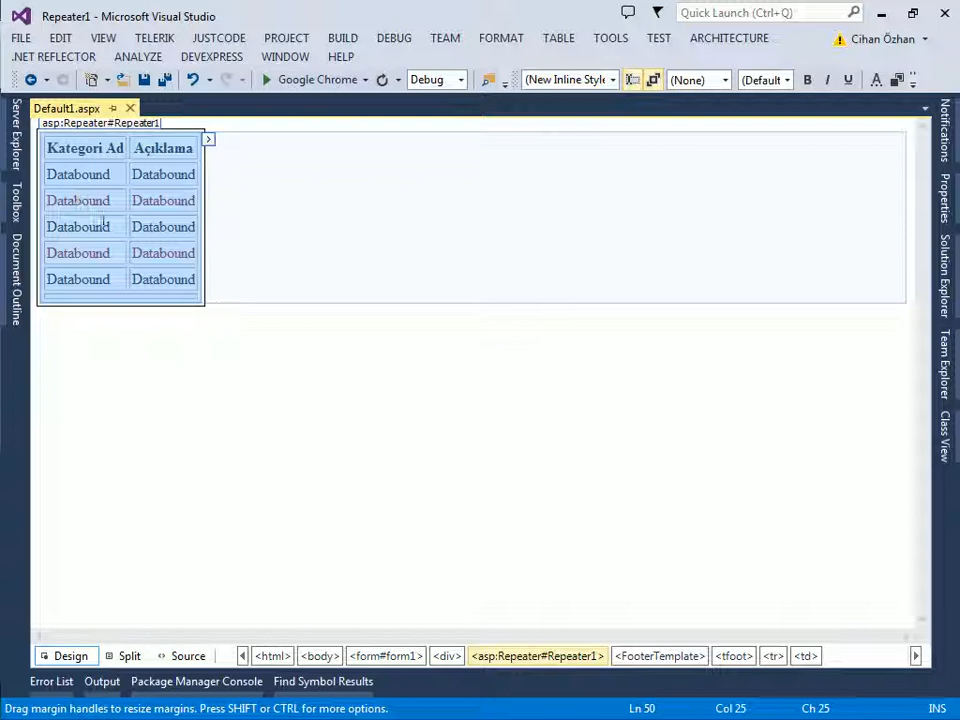 Repeater1 - Microsoft Visual Studio
Quick Launch (Ctrl+Q)
FILE EDIT VIEW TELERIK JUSTCODE PROJECT BUILD DEBUG TEAM FORMAT TABLE TOOLS TEST ARCHITECTURE Cihan Özhan
.NET REFLECTOR ANALYZE DEVEXPRESS WINDOW HELP
Google Chrome Debug (New Inline Style (None) (Default
Default1.aspx
asp:Repeater#Repeater1
Kategori Ad Açıklama
Databound Databound
Databound Databound
Databound Databound
Databound Databound
Databound Databound
Server Explorer
Toolbox
Document Outline
Notifications
Properties
Solution Explorer
Team Explorer
Class View
Design Split Source <html> <body> <form#form1> <div> <asp:Repeater#Repeater1> <FooterTemplate> <tfoot> <tr> <td>
Error List Output Package Manager Console Find Symbol Results
Drag margin handles to resize margins. Press SHIFT or CTRL for more options. Ln 50 Col 25 Ch 25 INS